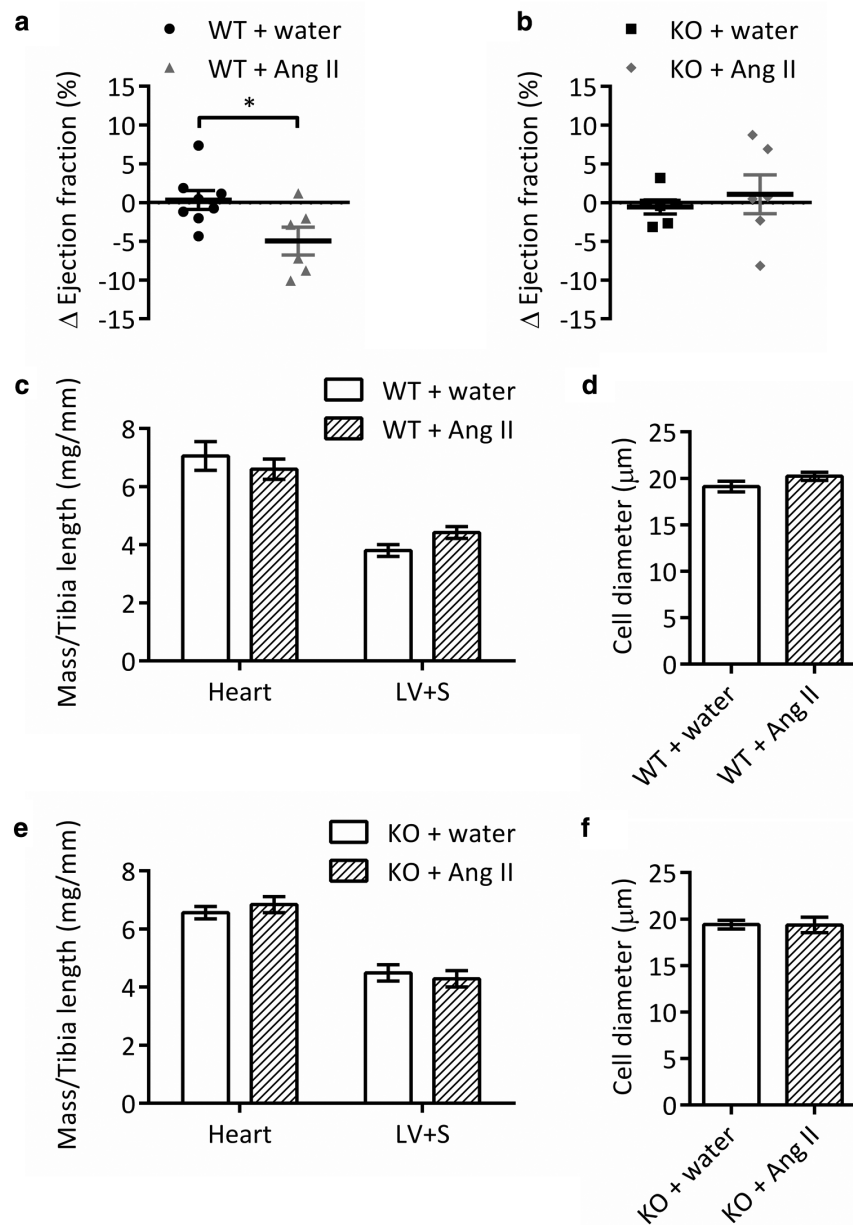 a
WT + water
WT + Ang II
Δ Ejection fraction (%)
15
10
5
0
-5
-10
-15
*
b
KO + water
KO + Ang II
Δ Ejection fraction (%)
15
10
5
0
-5
-10
-15
c
WT + water
WT + Ang II
Mass/Tibia length (mg/mm)
8
6
4
2
0
Heart
LV+S
d
Cell diameter (μm)
25
20
15
10
5
0
WT + water
WT + Ang II
e
KO + water
KO + Ang II
Mass/Tibia length (mg/mm)
8
6
4
2
0
Heart
LV+S
f
Cell diameter (μm)
25
20
15
10
5
0
KO + water
KO + Ang II